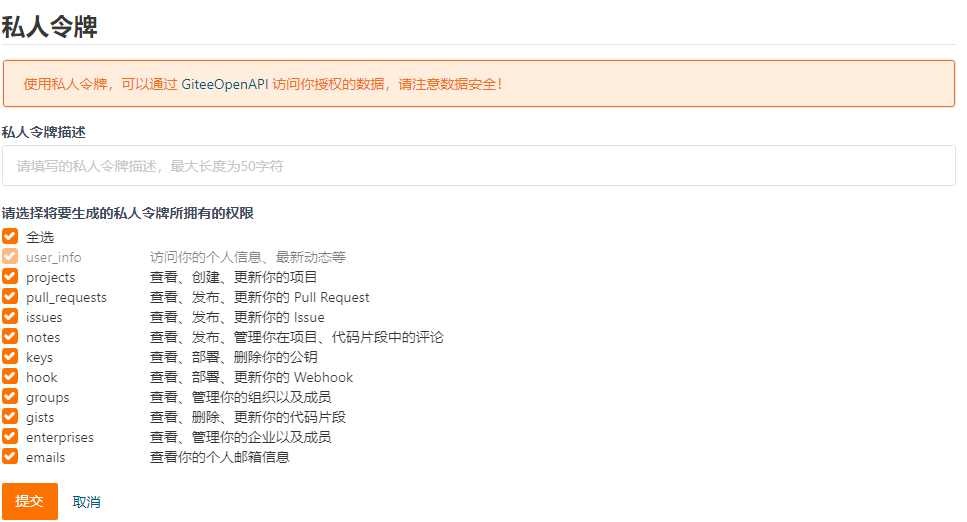 私人令牌
使用私人令牌，可以通过 GiteeOpenAPI 访问你授权的数据，请注意数据安全！
私人令牌描述
请填写的私人令牌描述，最大长度为50字符
请选择将要生成的私人令牌所拥有的权限
全选
user_info 访问你的个人信息、最新动态等
projects 查看、创建、更新你的项目
pull_requests 查看、发布、更新你的 Pull Request
issues 查看、发布、更新你的 Issue
notes 查看、发布、管理你在项目、代码片段中的评论
keys 查看、部署、删除你的公钥
hook 查看、部署、更新你的 Webhook
groups 查看、管理你的组织以及成员
gists 查看、删除、更新你的代码片段
enterprises 查看、管理你的企业以及成员
emails 查看你的个人邮箱信息
提交 取消